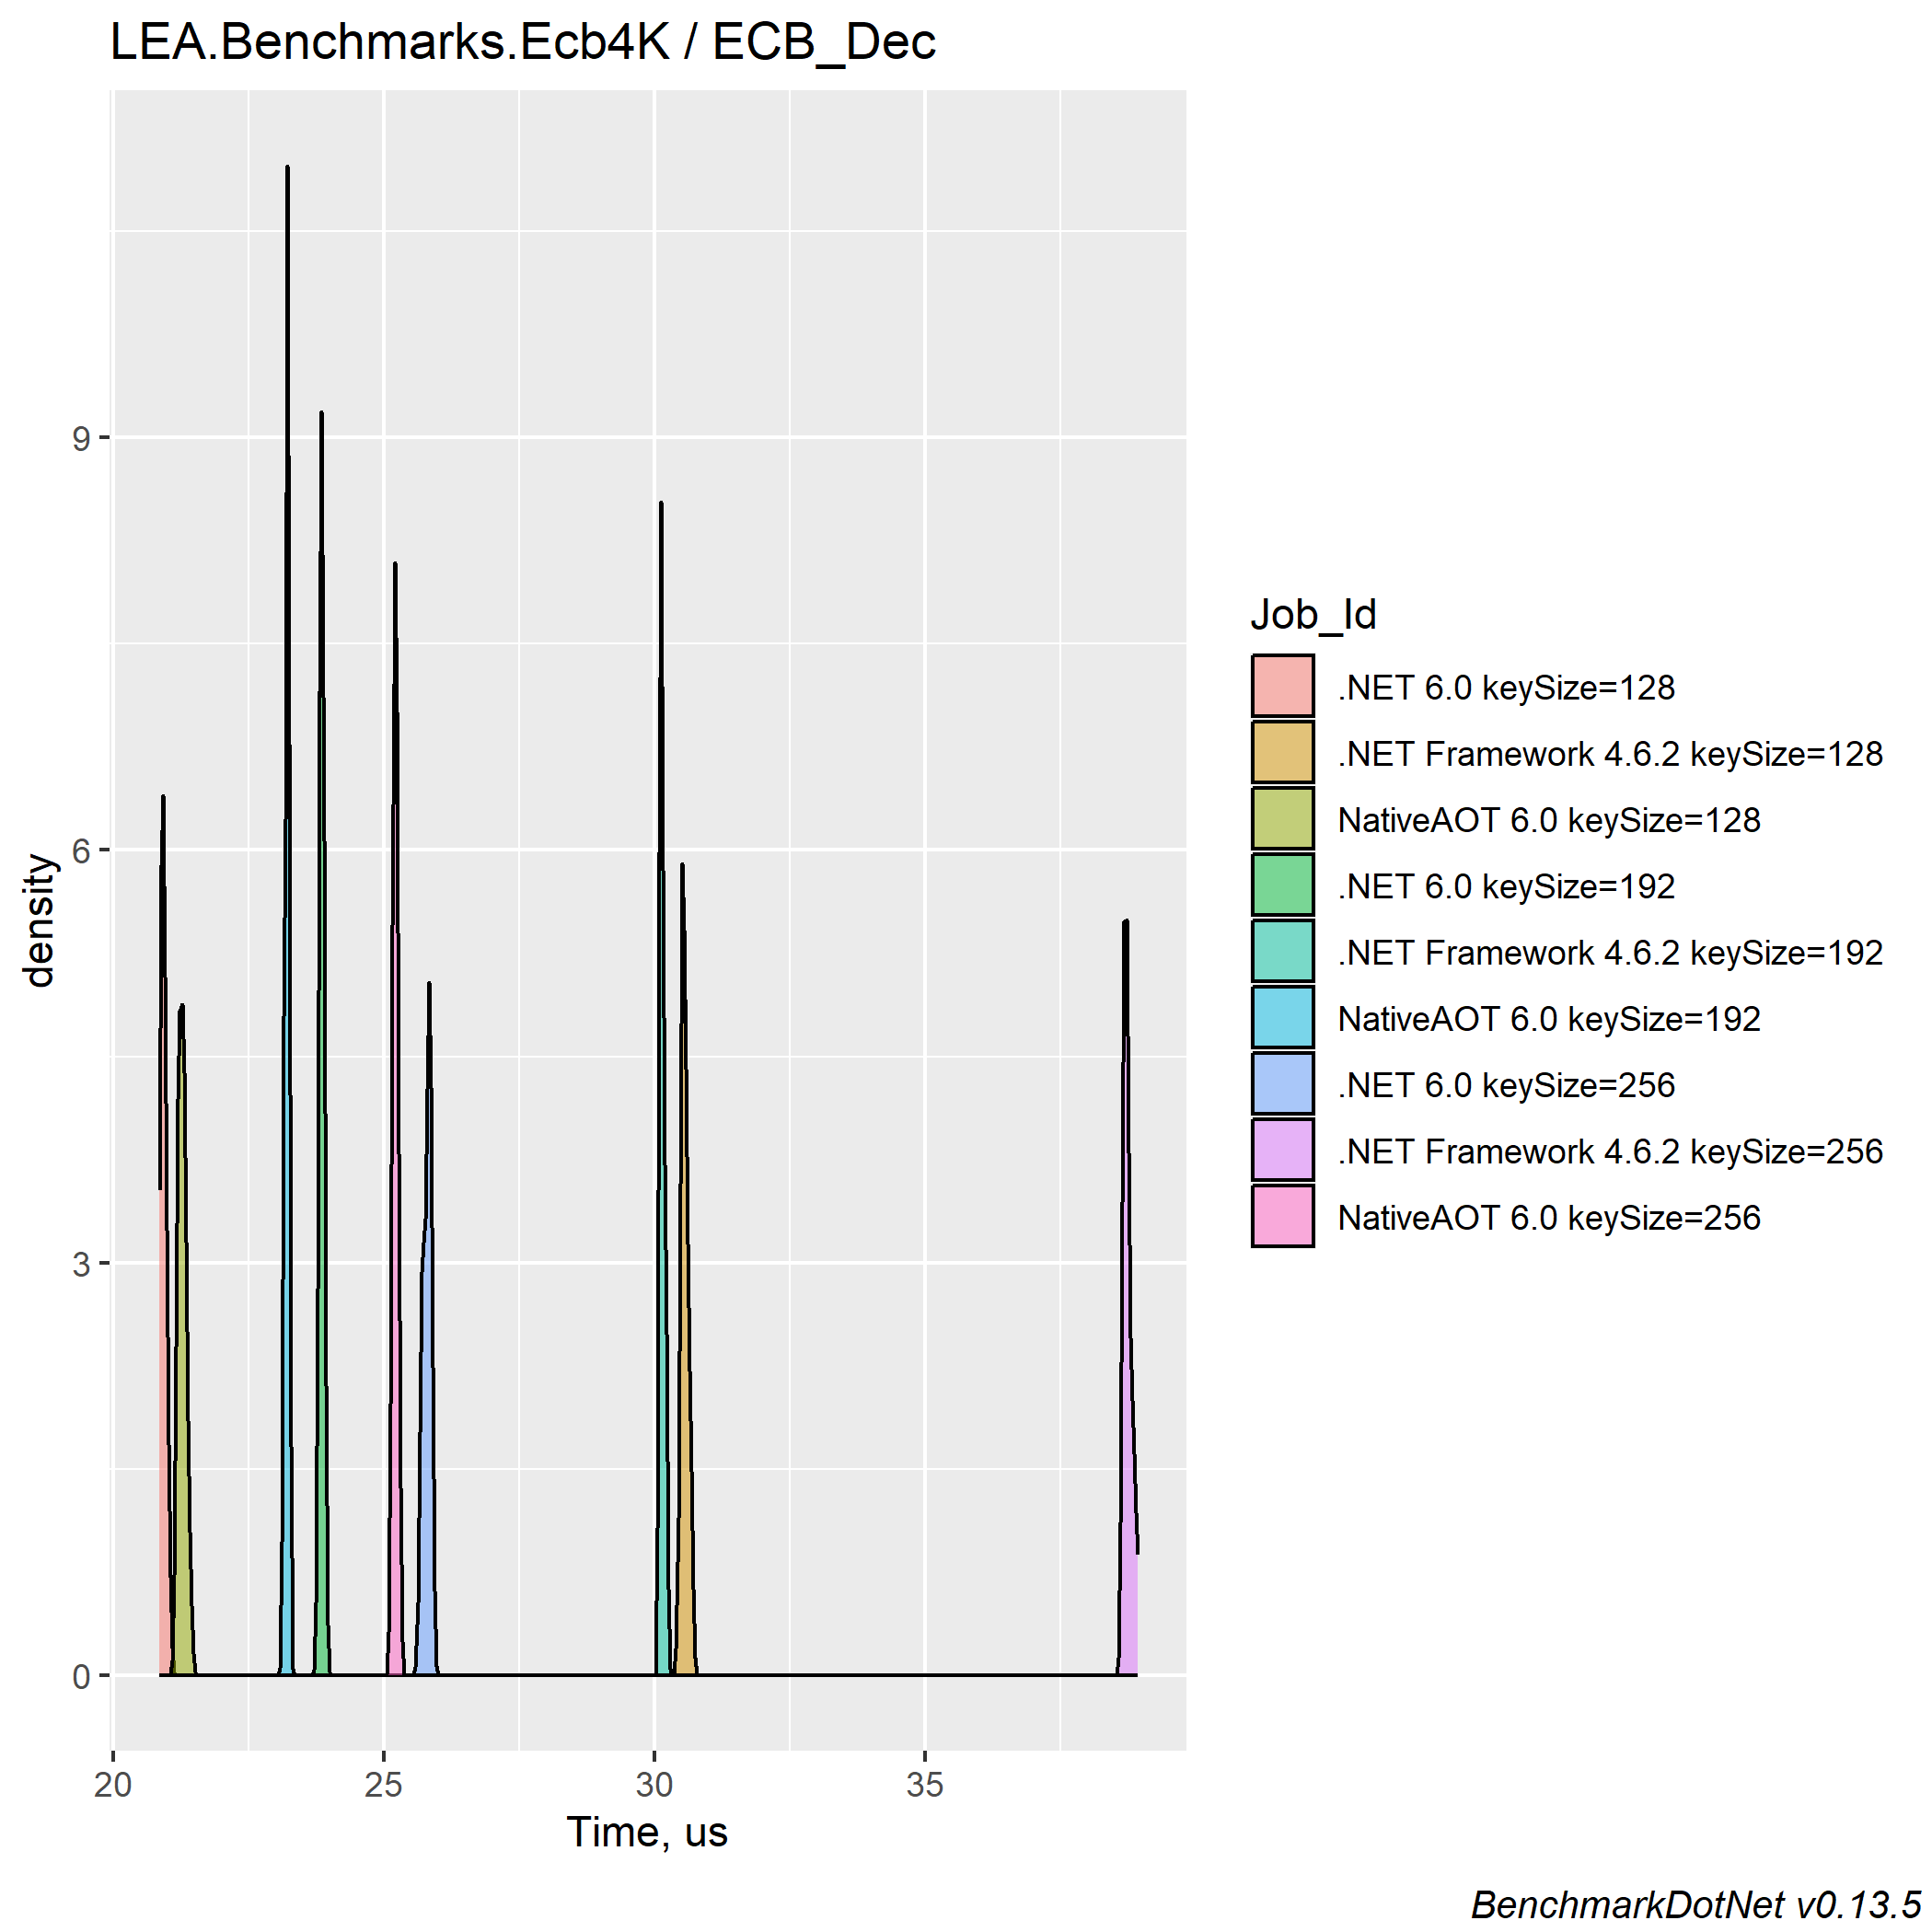 LEA.Benchmarks.Ecb4K / ECB_Dec
9
6
3
0
density
20 25 30 35
Time, us
Job_Id
.NET 6.0 keySize=128
.NET Framework 4.6.2 keySize=128
NativeAOT 6.0 keySize=128
.NET 6.0 keySize=192
.NET Framework 4.6.2 keySize=192
NativeAOT 6.0 keySize=192
.NET 6.0 keySize=256
.NET Framework 4.6.2 keySize=256
NativeAOT 6.0 keySize=256
BenchmarkDotNet v0.13.5